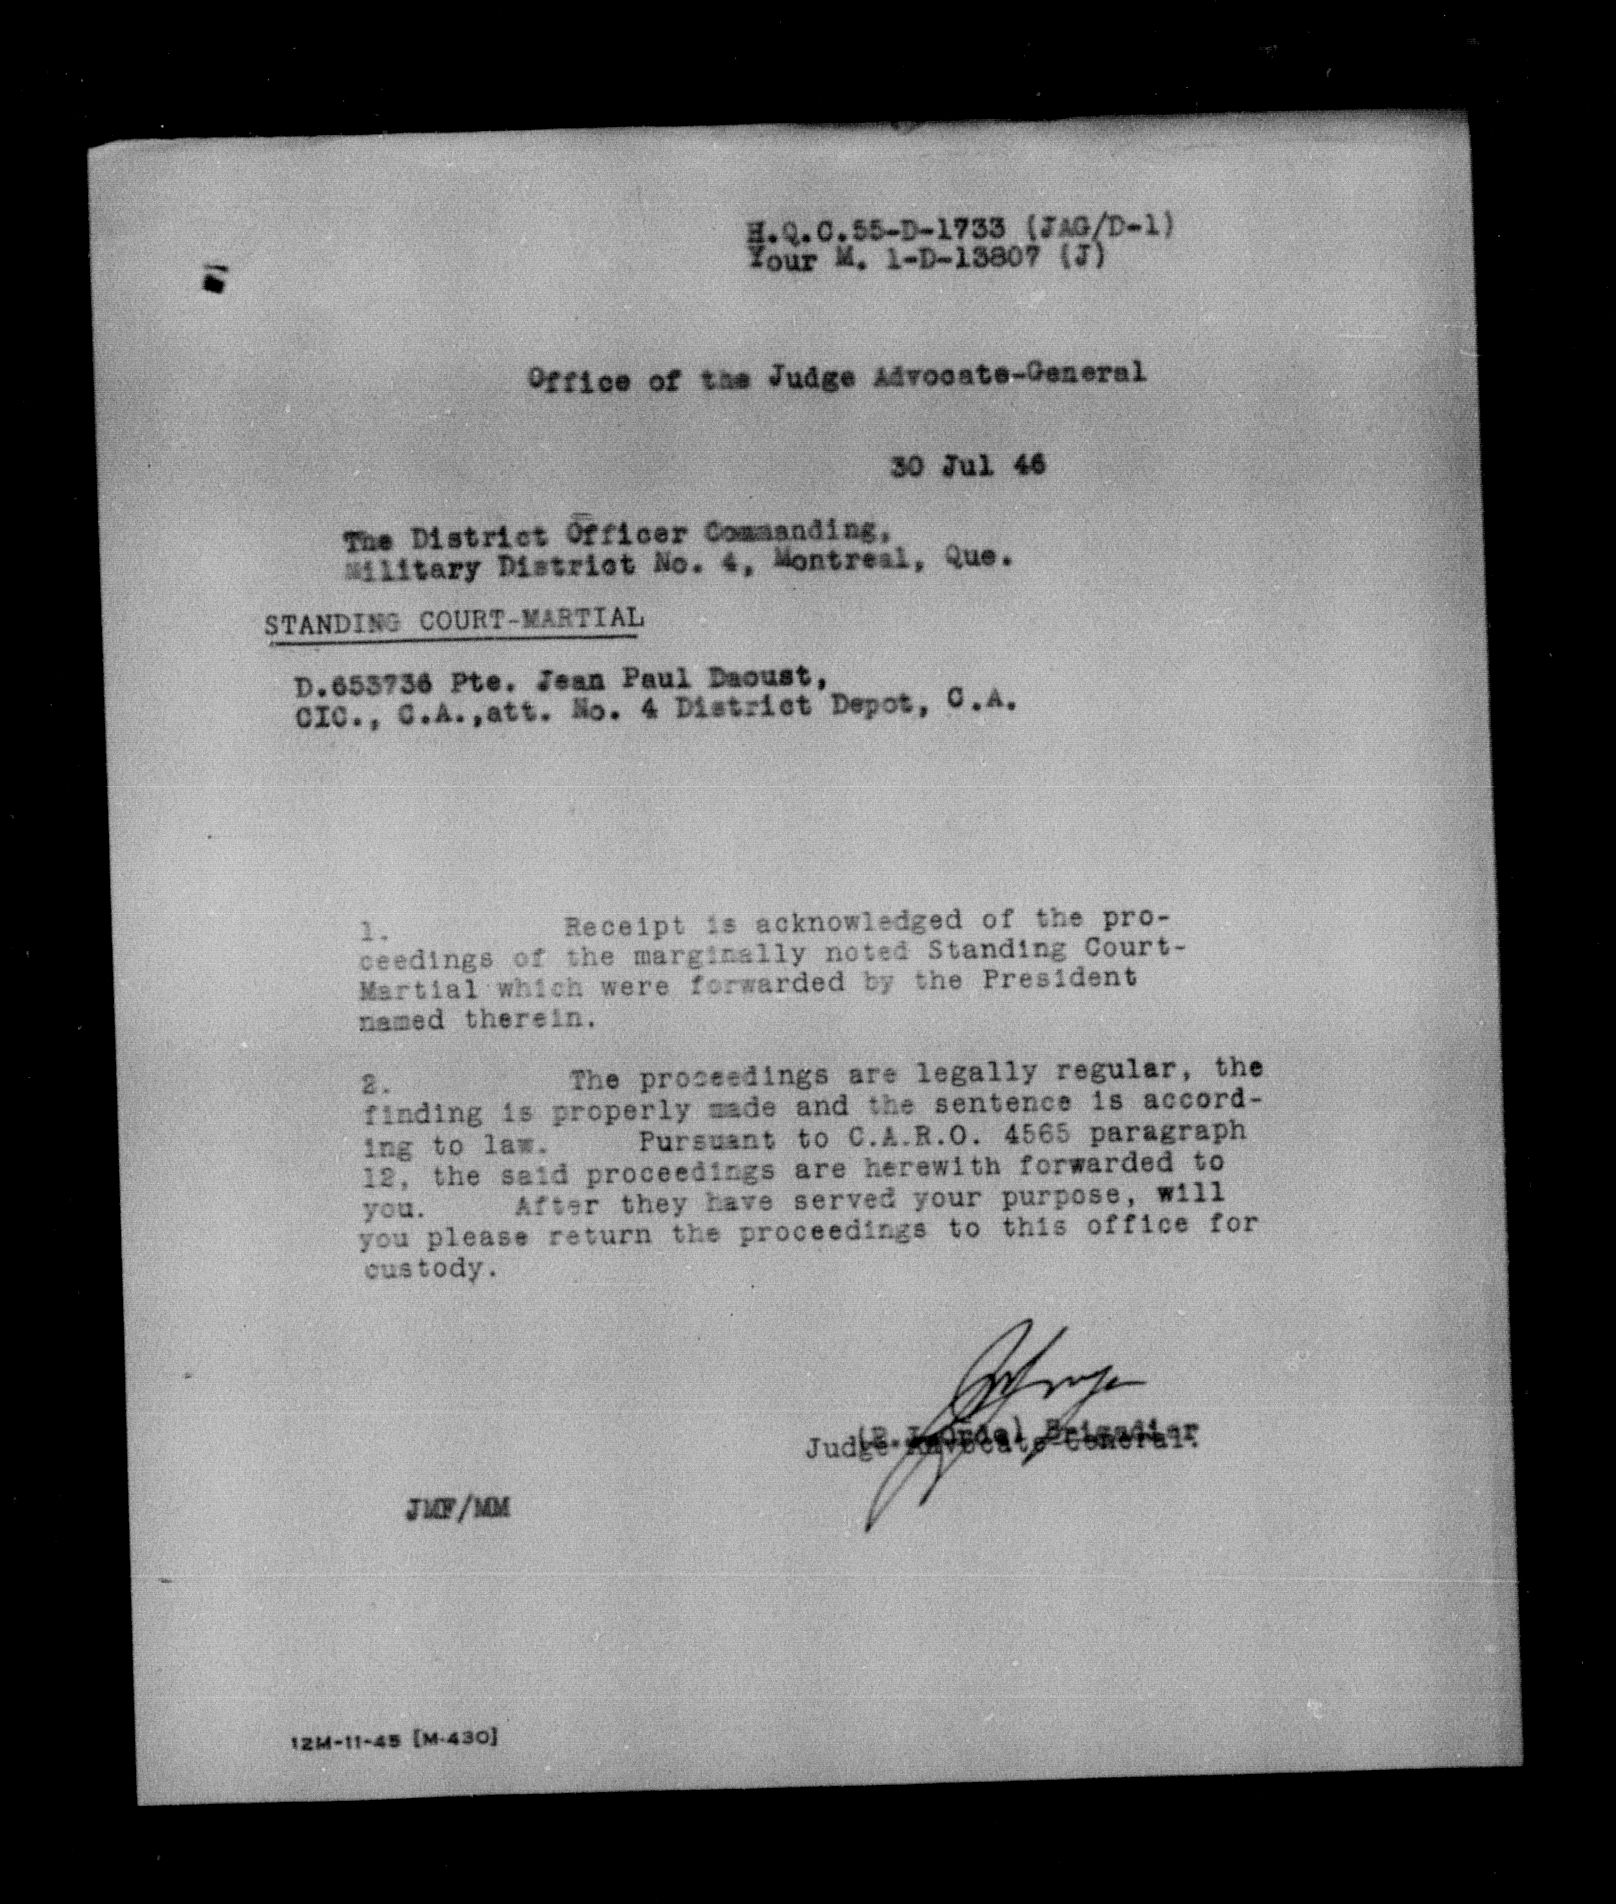 H.Q.C.55-D-1733 (JAG/D-1)
Your M. 1-D-13807 (J)
Office of the Judge Advocate-General
30 Jul 46
The District Officer Commanding,
Military District No. 4, Montreal, Que.
STANDING COURT-MARTIAL
D.653736 Pte. Jean Paul Daoust,
CIC., C.A.,att. No. 4 District Depot, C.A.
1. Receipt is acknowledged of the pro-
ceedings of the marginally noted Standing Court-
Martial which were forwarded by the President
named therein.
2. The proceedings are legally regular, the
finding is properly made and the sentence is accord-
ing to law. Pursuant to C.A.R.O. 4565 paragraph
12, the said proceedings are herewith forwarded to
you. After they have served your purpose, will
you please return the proceedings to this office for
custody.
(R.J. Orde) Brigadier
Judge Advocate-General.
JMF/MM
12M-11-45 [M-430]